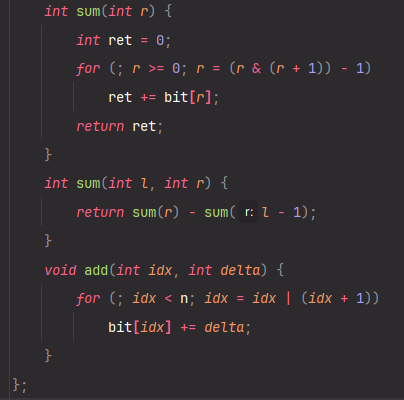 int sum(int r) {
int ret = 0;
for (; r >= 0; r = (r & (r + 1)) - 1)
ret += bit[r];
return ret;
}
int sum(int l, int r) {
return sum(r) - sum( r: l - 1);
}
void add(int idx, int delta) {
for (; idx < n; idx = idx | (idx + 1))
bit[idx] += delta;
}
};